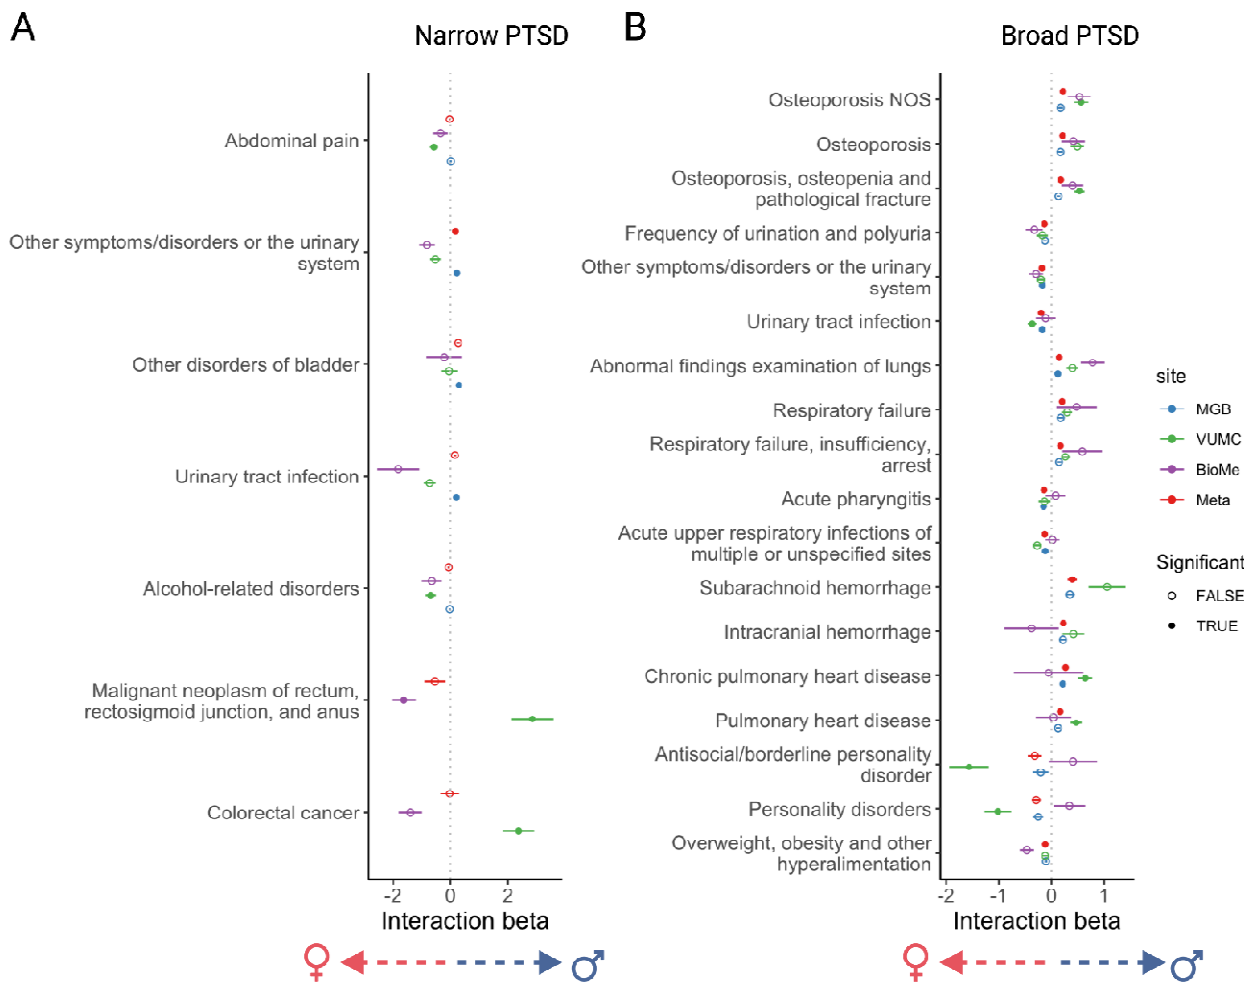 A
Narrow PTSD
Abdominal pain
Other symptoms/disorders or the urinary
system
Other disorders of bladder
Urinary tract infection
Alcohol-related disorders
Malignant neoplasm of rectum,
rectosigmoid junction, and anus
Colorectal cancer
-2 0 2
Interaction beta
♀ ♂
B
Broad PTSD
Osteoporosis NOS
Osteoporosis
Osteoporosis, osteopenia and
pathological fracture
Frequency of urination and polyuria
Other symptoms/disorders or the urinary
system
Urinary tract infection
Abnormal findings examination of lungs
Respiratory failure
Respiratory failure, insufficiency,
arrest
Acute pharyngitis
Acute upper respiratory infections of
multiple or unspecified sites
Subarachnoid hemorrhage
Intracranial hemorrhage
Chronic pulmonary heart disease
Pulmonary heart disease
Antisocial/borderline personality
disorder
Personality disorders
Overweight, obesity and other
hyperalimentation
-2 -1 0 1
Interaction beta
♀ ♂
site
MGB
VUMC
BioMe
Meta
Significant
FALSE
TRUE